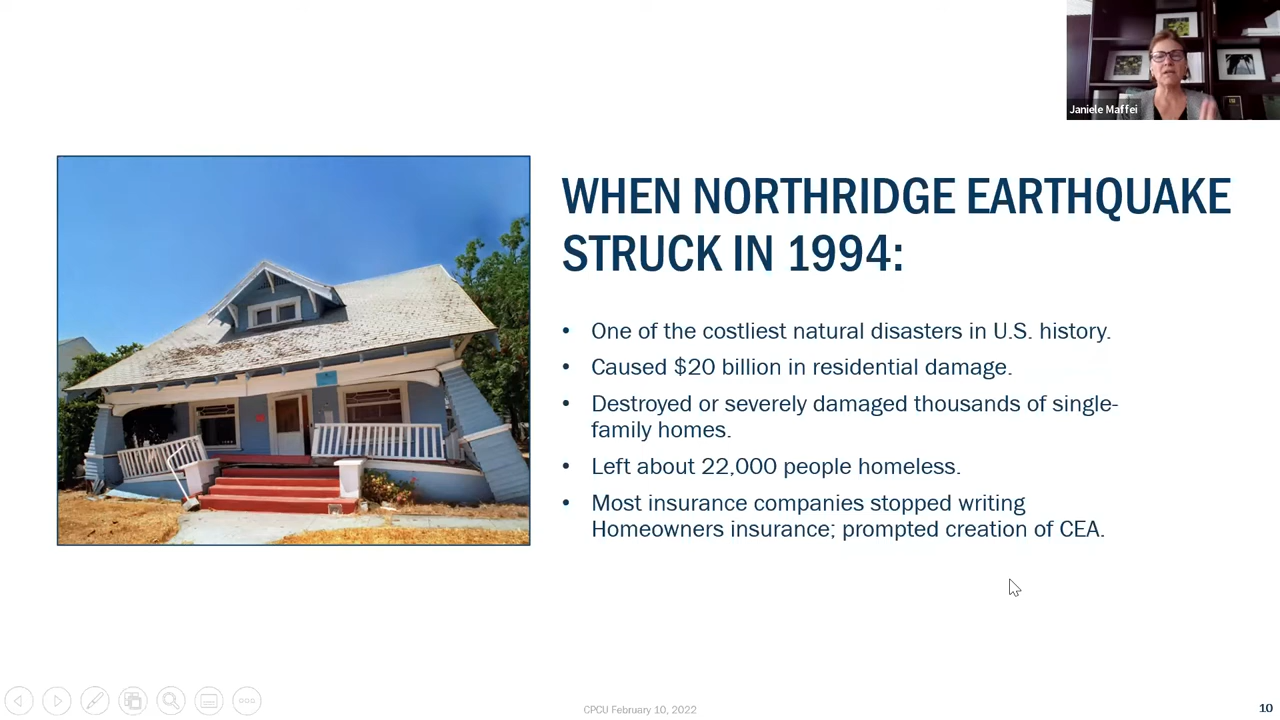 Janiele Maffei
WHEN NORTHRIDGE EARTHQUAKE
STRUCK IN 1994:
• One of the costliest natural disasters in U.S. history.
• Caused $20 billion in residential damage.
• Destroyed or severely damaged thousands of single-
family homes.
• Left about 22,000 people homeless.
• Most insurance companies stopped writing
Homeowners insurance; prompted creation of CEA.
CPCU February 10, 2022
10